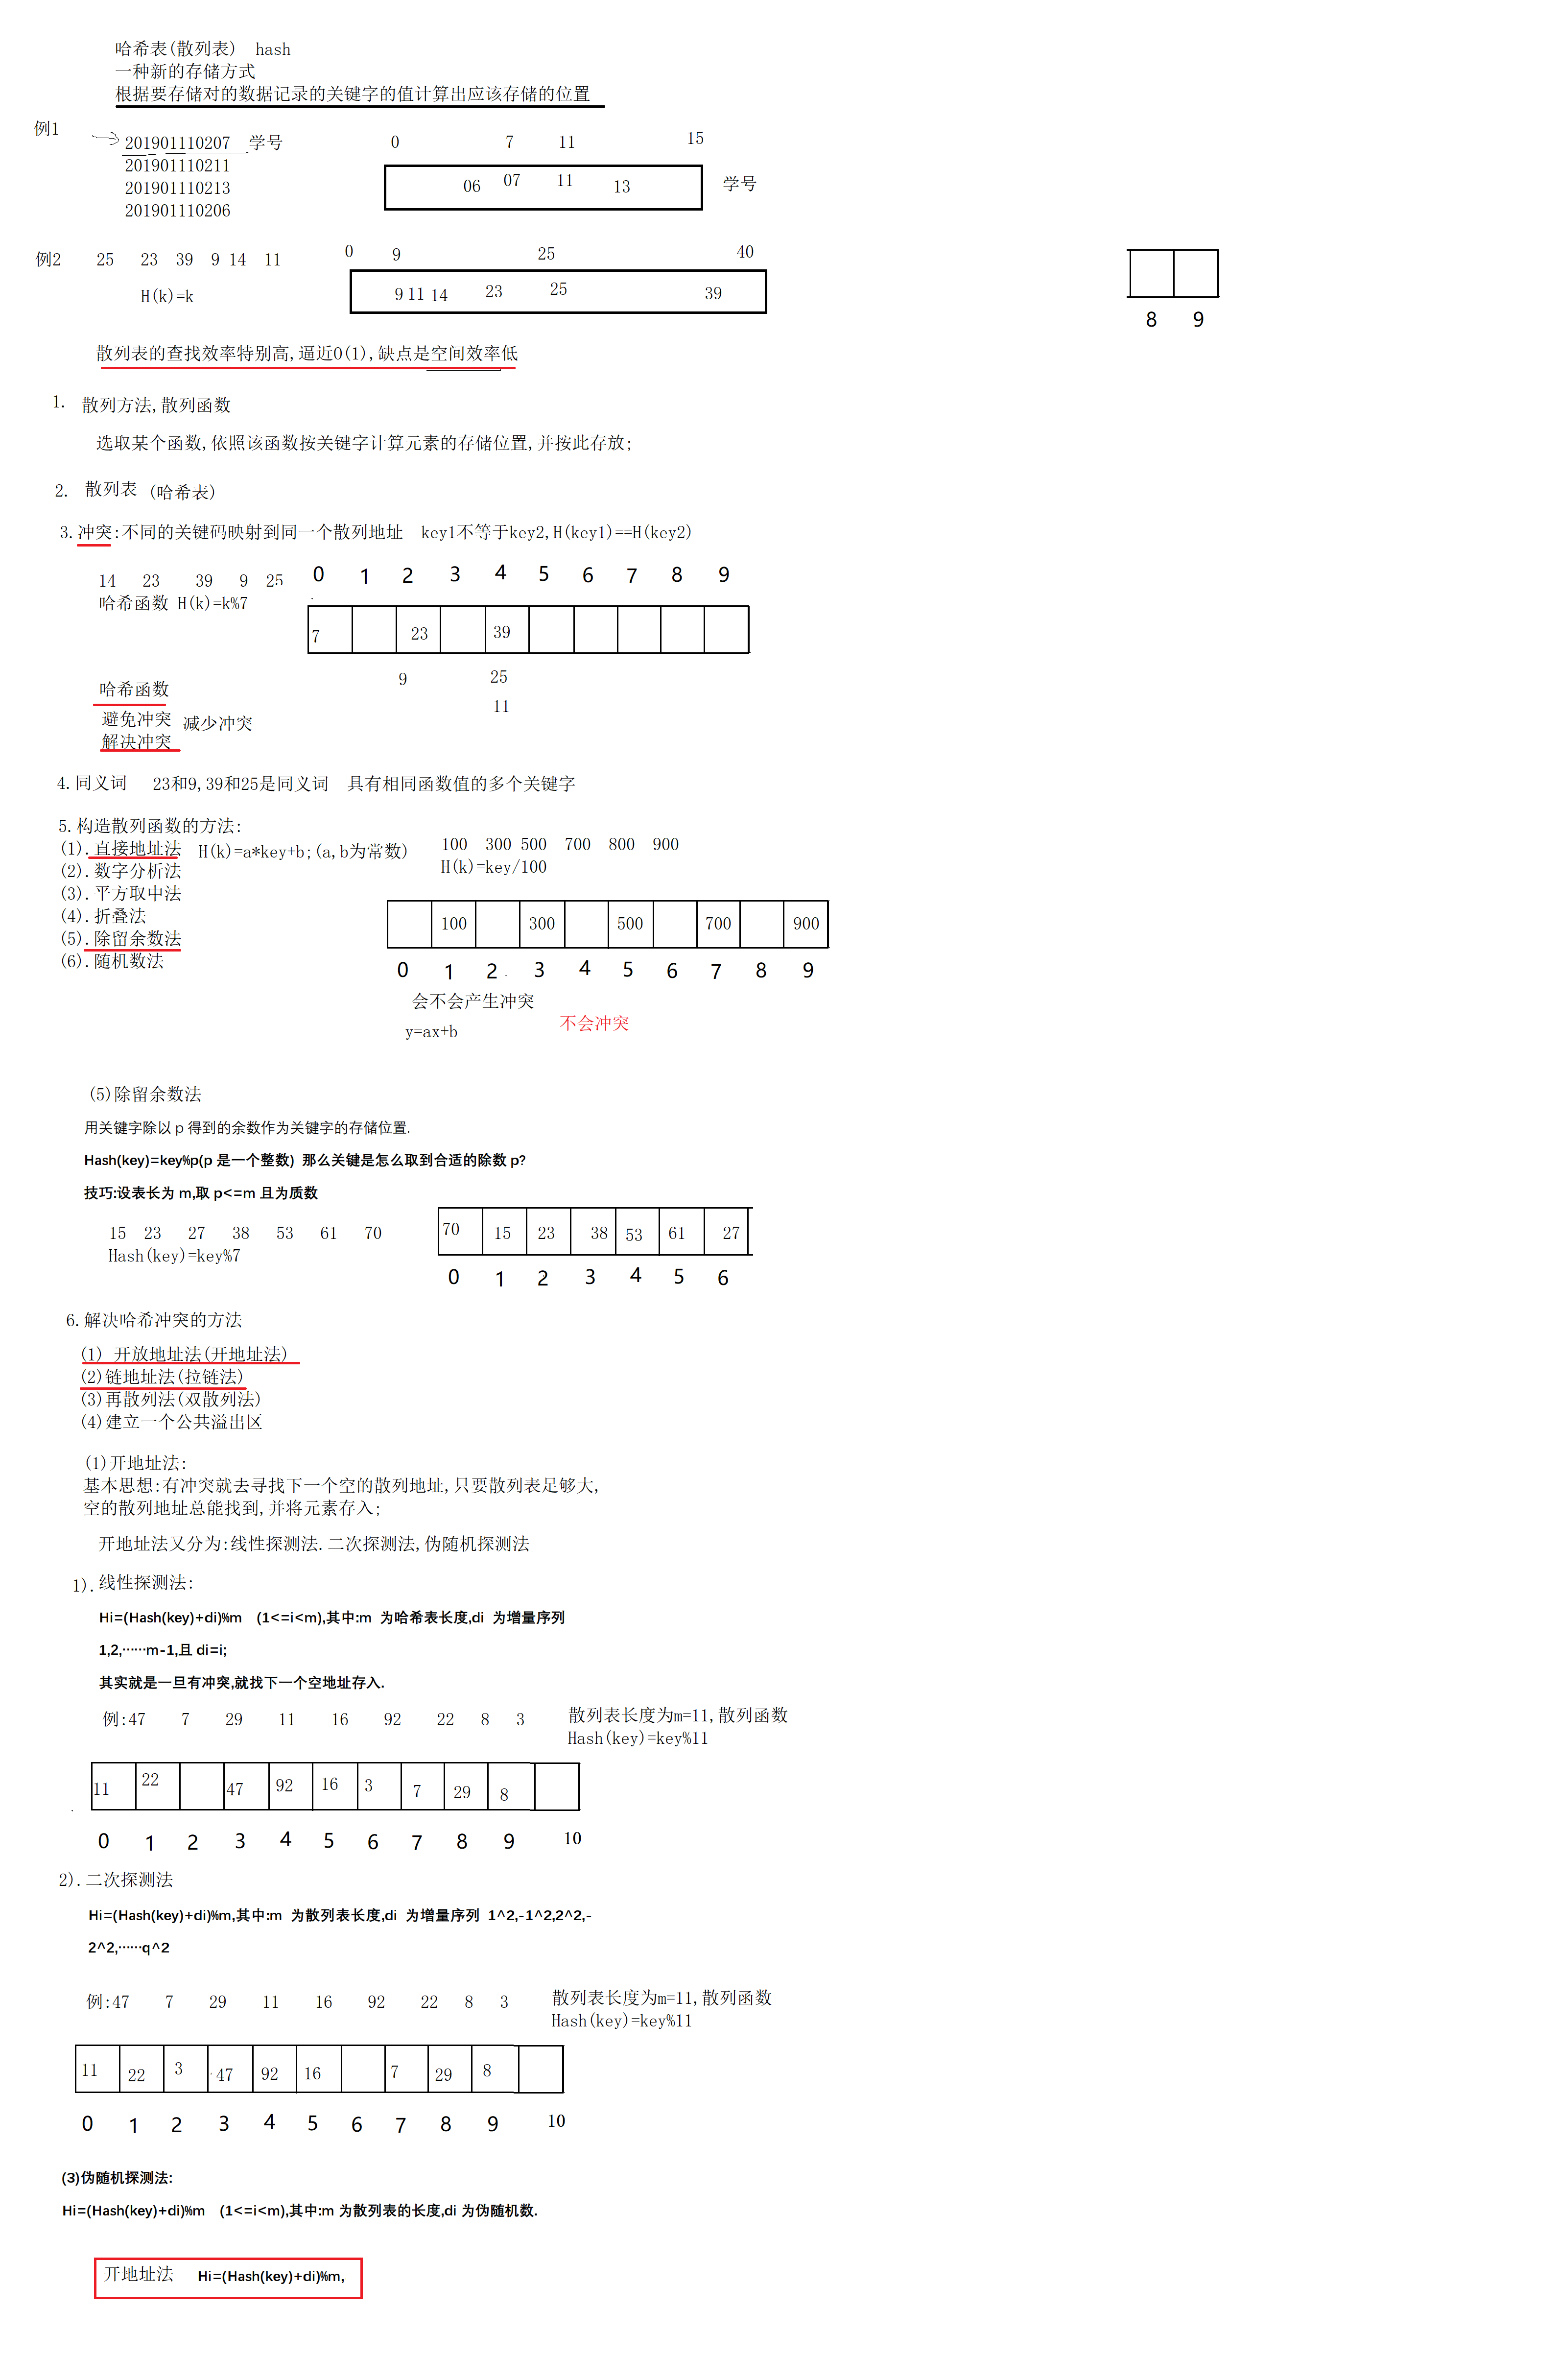 哈希表(散列表) hash
一种新的存储方式
根据要存储对的数据记录的关键字的值计算出应该存储的位置
例1
201901110207 学号
201901110211
201901110213
201901110206
0 7 11 15
06 07 11 13 学号
例2 25 23 39 9 14 11
H(k)=k
0 9 25 40
9 11 14 23 25 39
8 9
散列表的查找效率特别高,逼近O(1),缺点是空间效率低
1. 散列方法,散列函数
选取某个函数,依照该函数按关键字计算元素的存储位置,并按此存放;
2. 散列表 (哈希表)
3.冲突:不同的关键码映射到同一个散列地址 key1不等于key2,H(key1)==H(key2)
14 23 39 9 25
哈希函数 H(k)=k%7
0 1 2 3 4 5 6 7 8 9
7 23 39
9 25
11
哈希函数
避免冲突 减少冲突
解决冲突
4.同义词 23和9,39和25是同义词 具有相同函数值的多个关键字
5.构造散列函数的方法:
(1).直接地址法 H(k)=a*key+b;(a,b为常数)
(2).数字分析法
(3).平方取中法
(4).折叠法
(5).除留余数法
(6).随机数法
100 300 500 700 800 900
H(k)=key/100
100 300 500 700 900
0 1 2 3 4 5 6 7 8 9
会不会产生冲突
不会冲突
y=ax+b
(5)除留余数法
用关键字除以 p 得到的余数作为关键字的存储位置.
Hash(key)=key%p(p 是一个整数) 那么关键是怎么取到合适的除数 p?
技巧:设表长为 m,取 p<=m 且为质数
15 23 27 38 53 61 70
Hash(key)=key%7
70 15 23 38 53 61 27
0 1 2 3 4 5 6
6.解决哈希冲突的方法
(1) 开放地址法(开地址法)
(2)链地址法(拉链法)
(3)再散列法(双散列法)
(4)建立一个公共溢出区
(1)开地址法:
基本思想:有冲突就去寻找下一个空的散列地址,只要散列表足够大,
空的散列地址总能找到,并将元素存入;
开地址法又分为:线性探测法.二次探测法,伪随机探测法
1). 线性探测法:
Hi=(Hash(key)+di)%m (1<=i<m),其中:m 为哈希表长度,di 为增量序列
1,2,……m-1,且 di=i;
其实就是一旦有冲突,就找下一个空地址存入.
例:47 7 29 11 16 92 22 8 3
散列表长度为m=11,散列函数
Hash(key)=key%11
11 22 47 92 16 3 7 29 8
0 1 2 3 4 5 6 7 8 9 10
2).二次探测法
Hi=(Hash(key)+di)%m,其中:m 为散列表长度,di 为增量序列 1^2,-1^2,2^2,-
2^2,……q^2
例:47 7 29 11 16 92 22 8 3
散列表长度为m=11,散列函数
Hash(key)=key%11
11 22 3 47 92 16 7 29 8
0 1 2 3 4 5 6 7 8 9 10
(3)伪随机探测法:
Hi=(Hash(key)+di)%m (1<=i<m),其中:m 为散列表的长度,di 为伪随机数.
开地址法 Hi=(Hash(key)+di)%m,